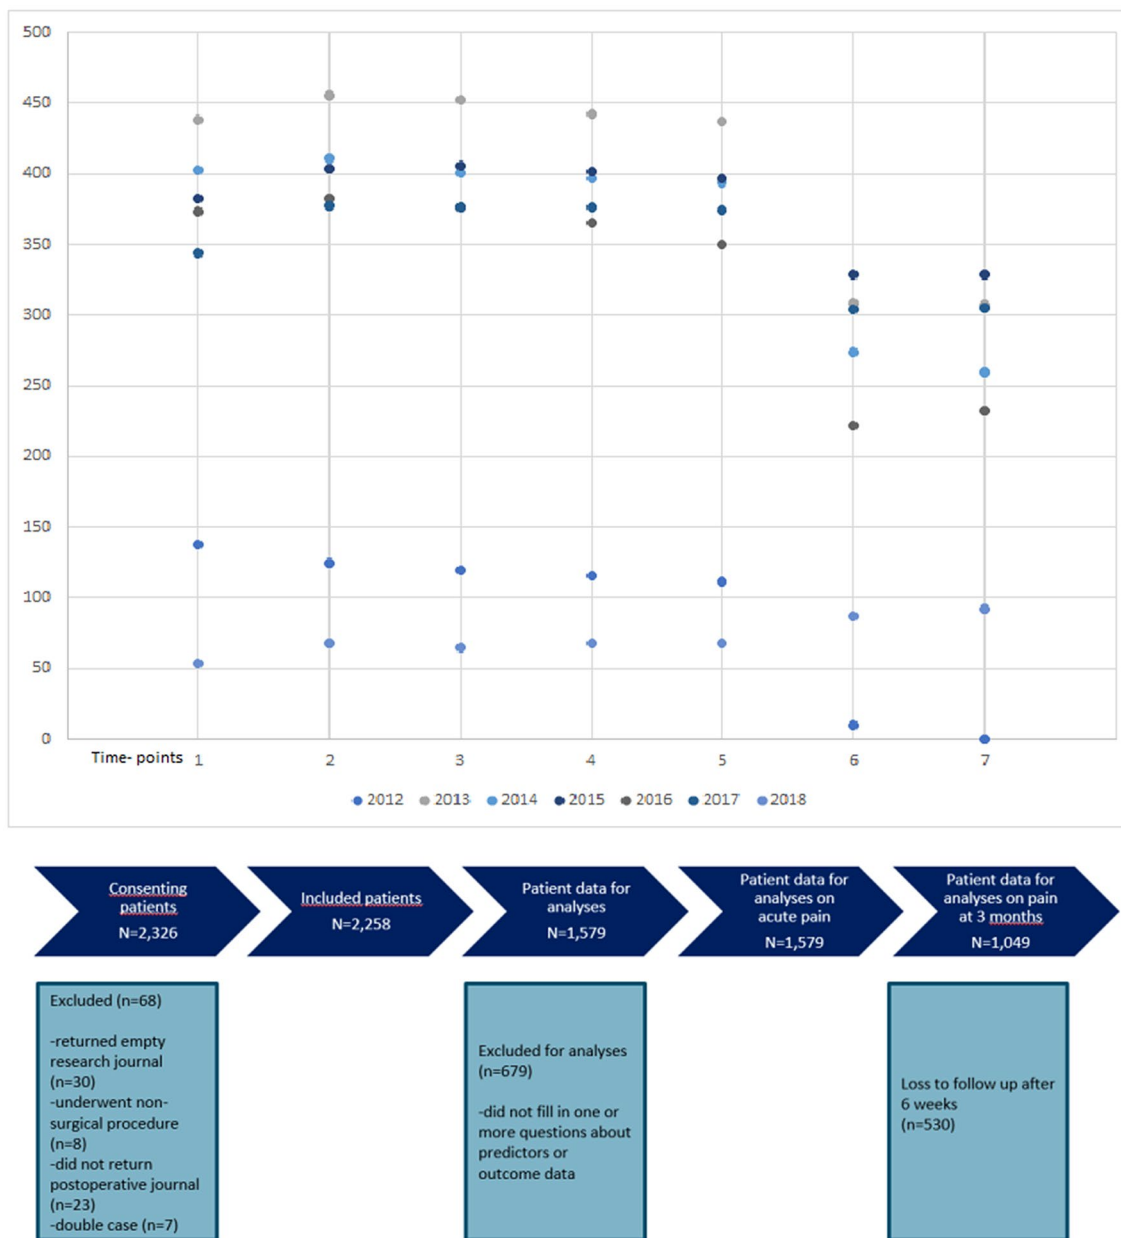 500
450
400
350
300
250
200
150
100
50
0
Time- points 1 2 3 4 5 6 7
2012 2013 2014 2015 2016 2017 2018
Consenting
patients
N=2,326
Included patients
N=2,258
Patient data for
analyses
N=1,579
Patient data for
analyses on
acute pain
N=1,579
Patient data for
analyses on pain
at 3 months
N=1,049
Excluded (n=68)
-returned empty
research journal
(n=30)
-underwent non-
surgical procedure
(n=8)
-did not return
postoperative journal
(n=23)
-double case (n=7)
Excluded for analyses
(n=679)
-did not fill in one or
more questions about
predictors or
outcome data
Loss to follow up after
6 weeks
(n=530)